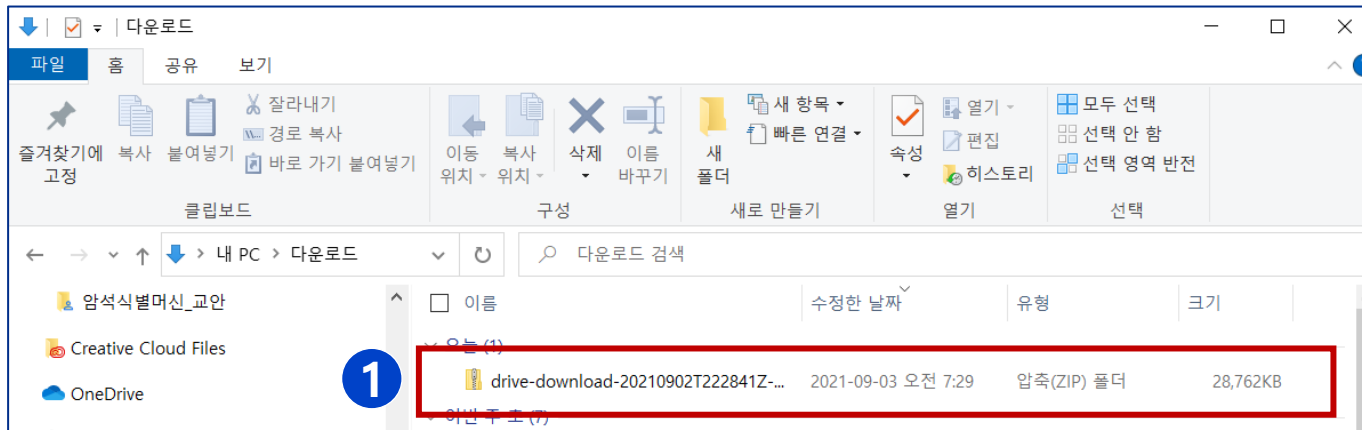 다운로드
파일 홈 공유 보기
즐겨찾기에 고정
복사
붙여넣기
잘라내기
경로 복사
바로 가기 붙여넣기
클립보드
이동 위치
복사 위치
삭제
이름 바꾸기
구성
새 폴더
새 항목
빠른 연결
새로 만들기
속성
열기
편집
히스토리
열기
모두 선택
선택 안 함
선택 영역 반전
선택
내 PC > 다운로드
다운로드 검색
암석식별머신_교안
Creative Cloud Files
OneDrive
이름 수정한 날짜 유형 크기
오늘 (1)
1
drive-download-20210902T222841Z-... 2021-09-03 오전 7:29 압축(ZIP) 폴더 28,762KB
이번 주 초 (7)